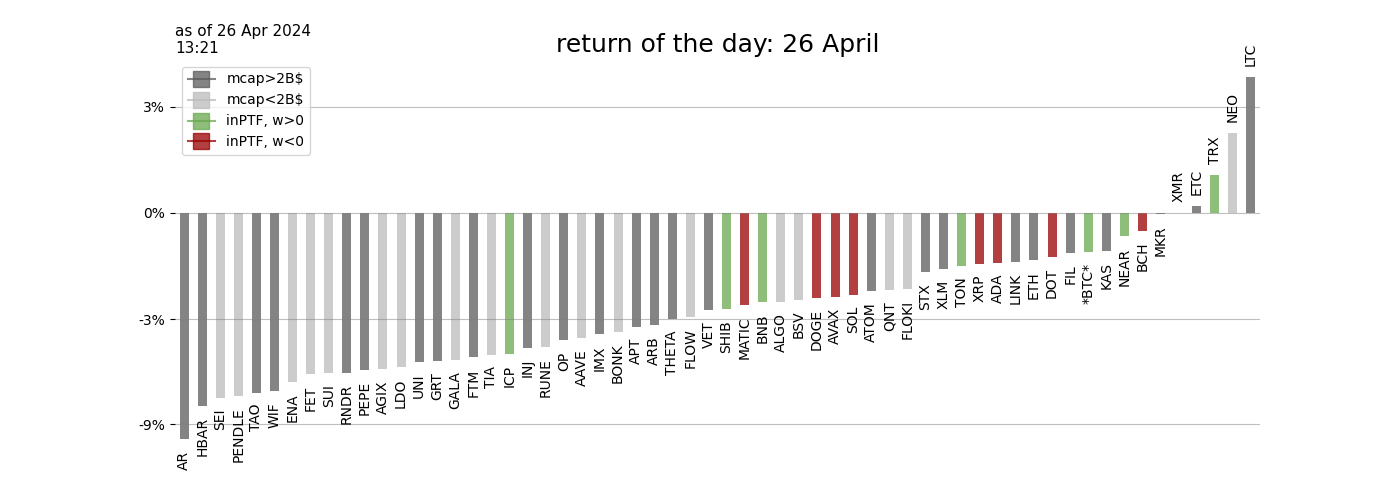 as of 26 Apr 2024
13:21
return of the day: 26 April
mcap>2B$
mcap<2B$
inPTF, w>0
inPTF, w<0
3%
0%
-3%
-9%
AR
HBAR
SEI
PENDLE
TAO
WIF
ENA
FET
SUI
RNDR
PEPE
AGIX
LDO
UNI
GRT
GALA
FTM
TIA
ICP
INJ
RUNE
OP
AAVE
IMX
BONK
APT
ARB
THETA
FLOW
VET
SHIB
MATIC
BNB
ALGO
BSV
DOGE
AVAX
SOL
ATOM
QNT
FLOKI
STX
XLM
TON
XRP
ADA
LINK
ETH
DOT
FIL
*BTC*
KAS
NEAR
BCH
MKR
XMR
ETC
TRX
NEO
LTC